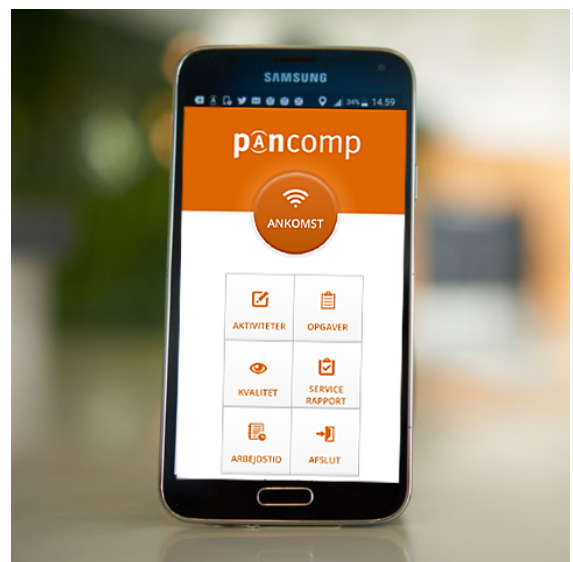 SAMSUNG
34% 14.59
pancomp
ANKOMST
AKTIVITETER OPGAVER
KVALITET SERVICE
RAPPORT
ARBEJDSTID AFSLUT